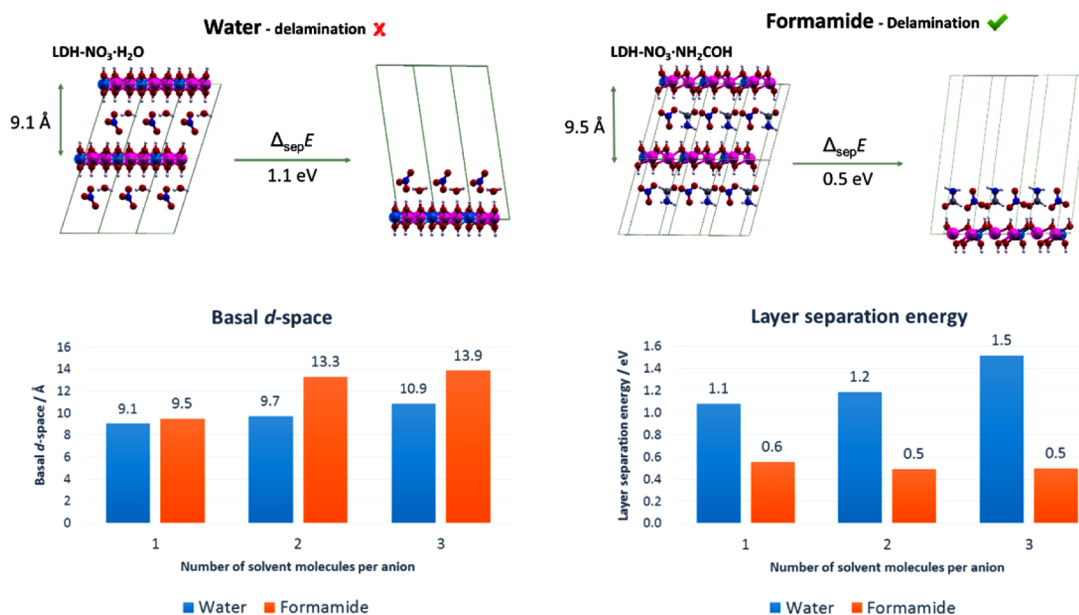 Water - delamination ✗
LDH-NO₃·H₂O
9.1 Å
ΔsepE
1.1 eV
Formamide - Delamination ✓
LDH-NO₃·NH₂COH
9.5 Å
ΔsepE
0.5 eV
Basal d-space
Basal d-space / Å
16
14
12
10
8
6
4
2
0
9.1
9.5
9.7
13.3
10.9
13.9
1
2
3
Number of solvent molecules per anion
Water
Formamide
Layer separation energy
Layer separation energy / eV
1.6
1.4
1.2
1.0
0.8
0.6
0.4
0.2
0.0
1.1
0.6
1.2
0.5
1.5
0.5
1
2
3
Number of solvent molecules per anion
Water
Formamide